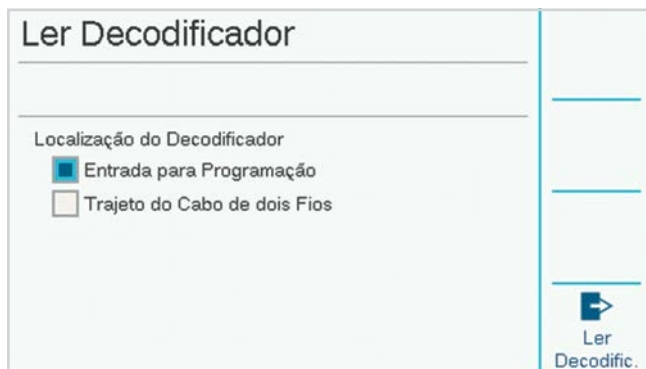 Ler Decodificador
Localização do Decodificador
Entrada para Programação
Trajeto do Cabo de dois Fios
Ler
Decodific.